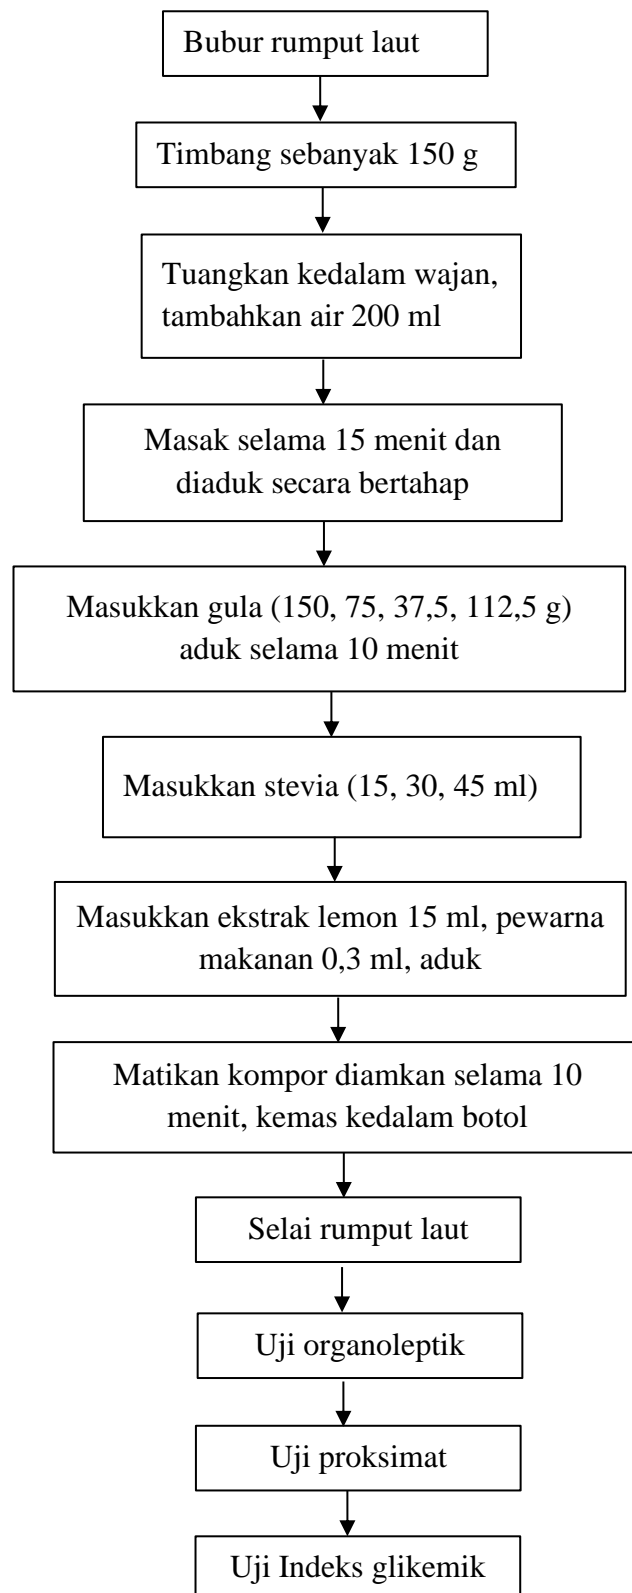 Bubur rumput laut
Timbang sebanyak 150 g
Tuangkan kedalam wajan,
tambahkan air 200 ml
Masak selama 15 menit dan
diaduk secara bertahap
Masukkan gula (150, 75, 37,5, 112,5 g)
aduk selama 10 menit
Masukkan stevia (15, 30, 45 ml)
Masukkan ekstrak lemon 15 ml, pewarna
makanan 0,3 ml, aduk
Matikan kompor diamkan selama 10
menit, kemas kedalam botol
Selai rumput laut
Uji organoleptik
Uji proksimat
Uji Indeks glikemik